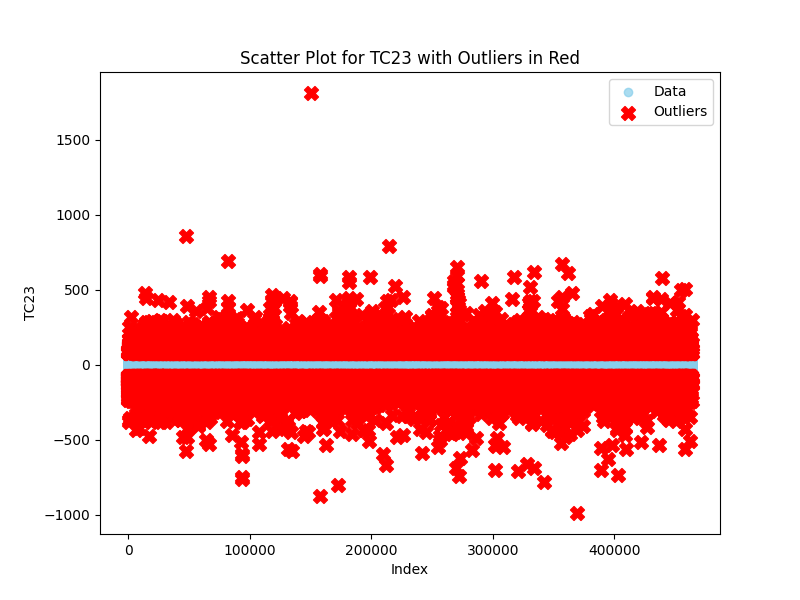 Scatter Plot for TC23 with Outliers in Red
Data
Outliers
1500
1000
500
0
−500
−1000
TC23
0
100000
200000
300000
400000
Index